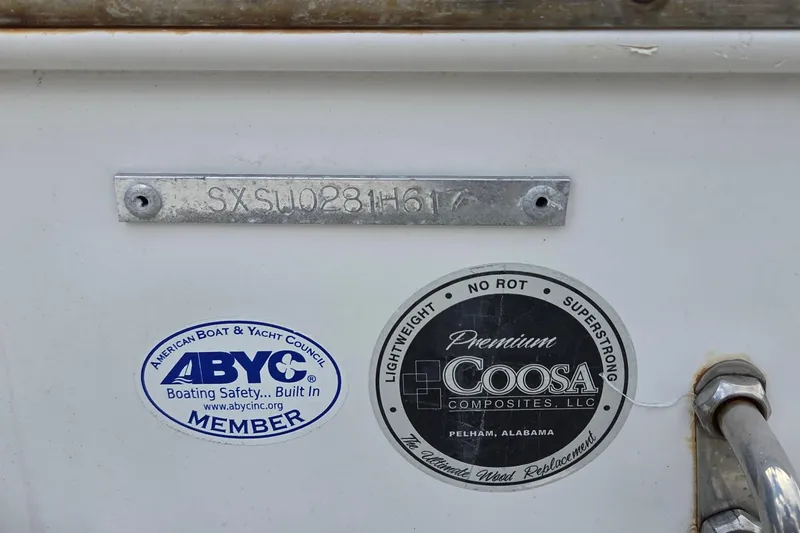 SXSU0281H617
AMERICAN BOAT & YACHT COUNCIL
ABYC®
Boating Safety... Built In
www.abycinc.org
MEMBER
LIGHTWEIGHT • NO ROT • SUPERSTRONG
Premium
COOSA
COMPOSITES, LLC
PELHAM, ALABAMA
The Ultimate Wood Replacement